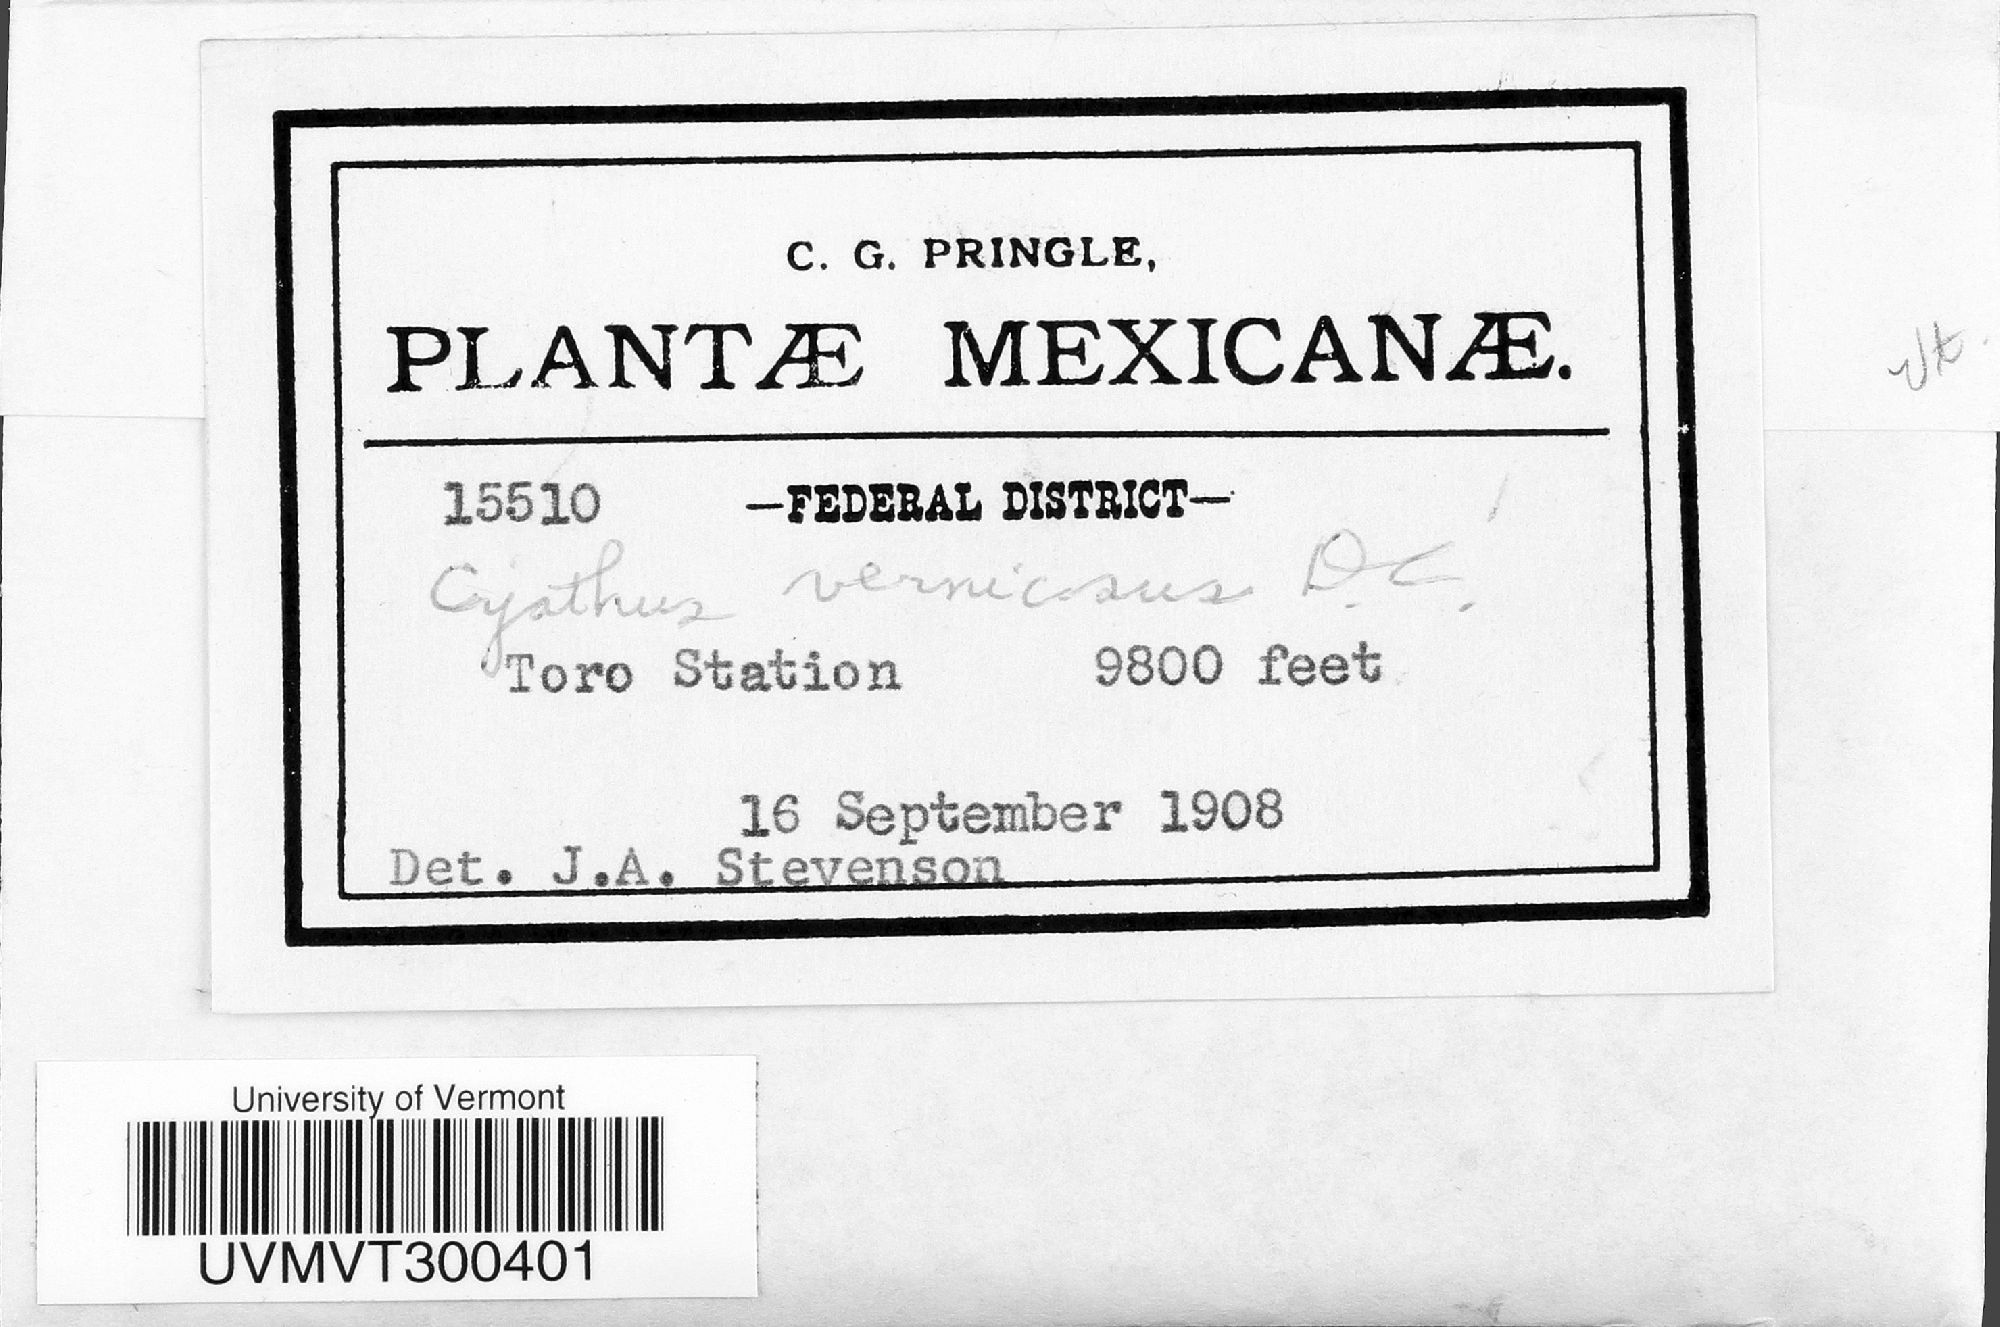 C. G. PRINGLE,
PLANTÆ MEXICANÆ.
15510 —FEDERAL DISTRICT—
Cyathus vernicosus D.C.
Toro Station 9800 feet
16 September 1908
Det. J.A. Stevenson
Vt.
University of Vermont
UVMVT300401